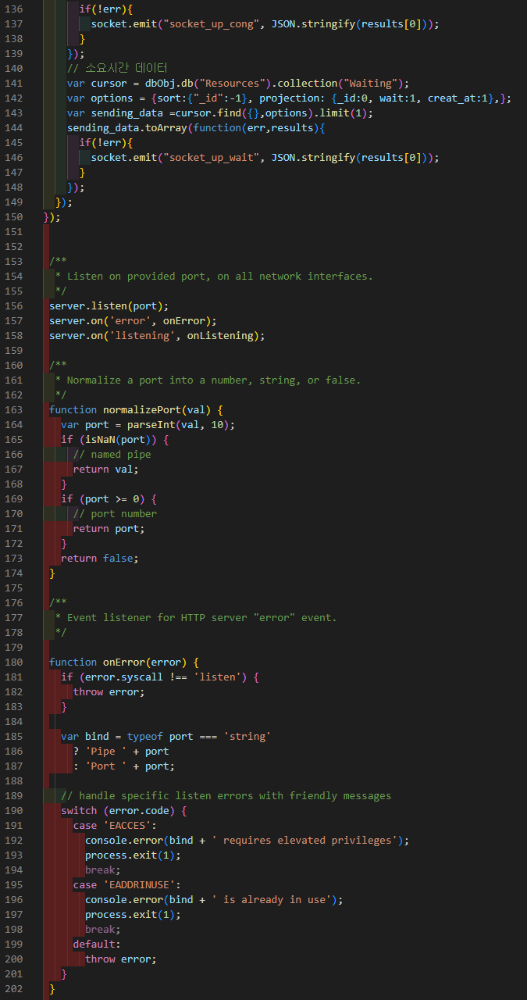 136 if(!err){
137 socket.emit("socket_up_cong", JSON.stringify(results[0]));
138 }
139 });
140 // 소요시간 데이터
141 var cursor = dbObj.db("Resources").collection("Waiting");
142 var options = {sort:{"_id":-1}, projection: {_id:0, wait:1, creat_at:1},};
143 var sending_data =cursor.find({},options).limit(1);
144 sending_data.toArray(function(err,results){
145 if(!err){
146 socket.emit("socket_up_wait", JSON.stringify(results[0]));
147 }
148 });
149 });
150 });
151
152
153 /**
154 * Listen on provided port, on all network interfaces.
155 */
156 server.listen(port);
157 server.on('error', onError);
158 server.on('listening', onListening);
159
160 /**
161 * Normalize a port into a number, string, or false.
162 */
163 function normalizePort(val) {
164 var port = parseInt(val, 10);
165 if (isNaN(port)) {
166 // named pipe
167 return val;
168 }
169 if (port >= 0) {
170 // port number
171 return port;
172 }
173 return false;
174 }
175
176 /**
177 * Event listener for HTTP server "error" event.
178 */
179
180 function onError(error) {
181 if (error.syscall !== 'listen') {
182 throw error;
183 }
184
185 var bind = typeof port === 'string'
186 ? 'Pipe ' + port
187 : 'Port ' + port;
188
189 // handle specific listen errors with friendly messages
190 switch (error.code) {
191 case 'EACCES':
192 console.error(bind + ' requires elevated privileges');
193 process.exit(1);
194 break;
195 case 'EADDRINUSE':
196 console.error(bind + ' is already in use');
197 process.exit(1);
198 break;
199 default:
200 throw error;
201 }
202 }